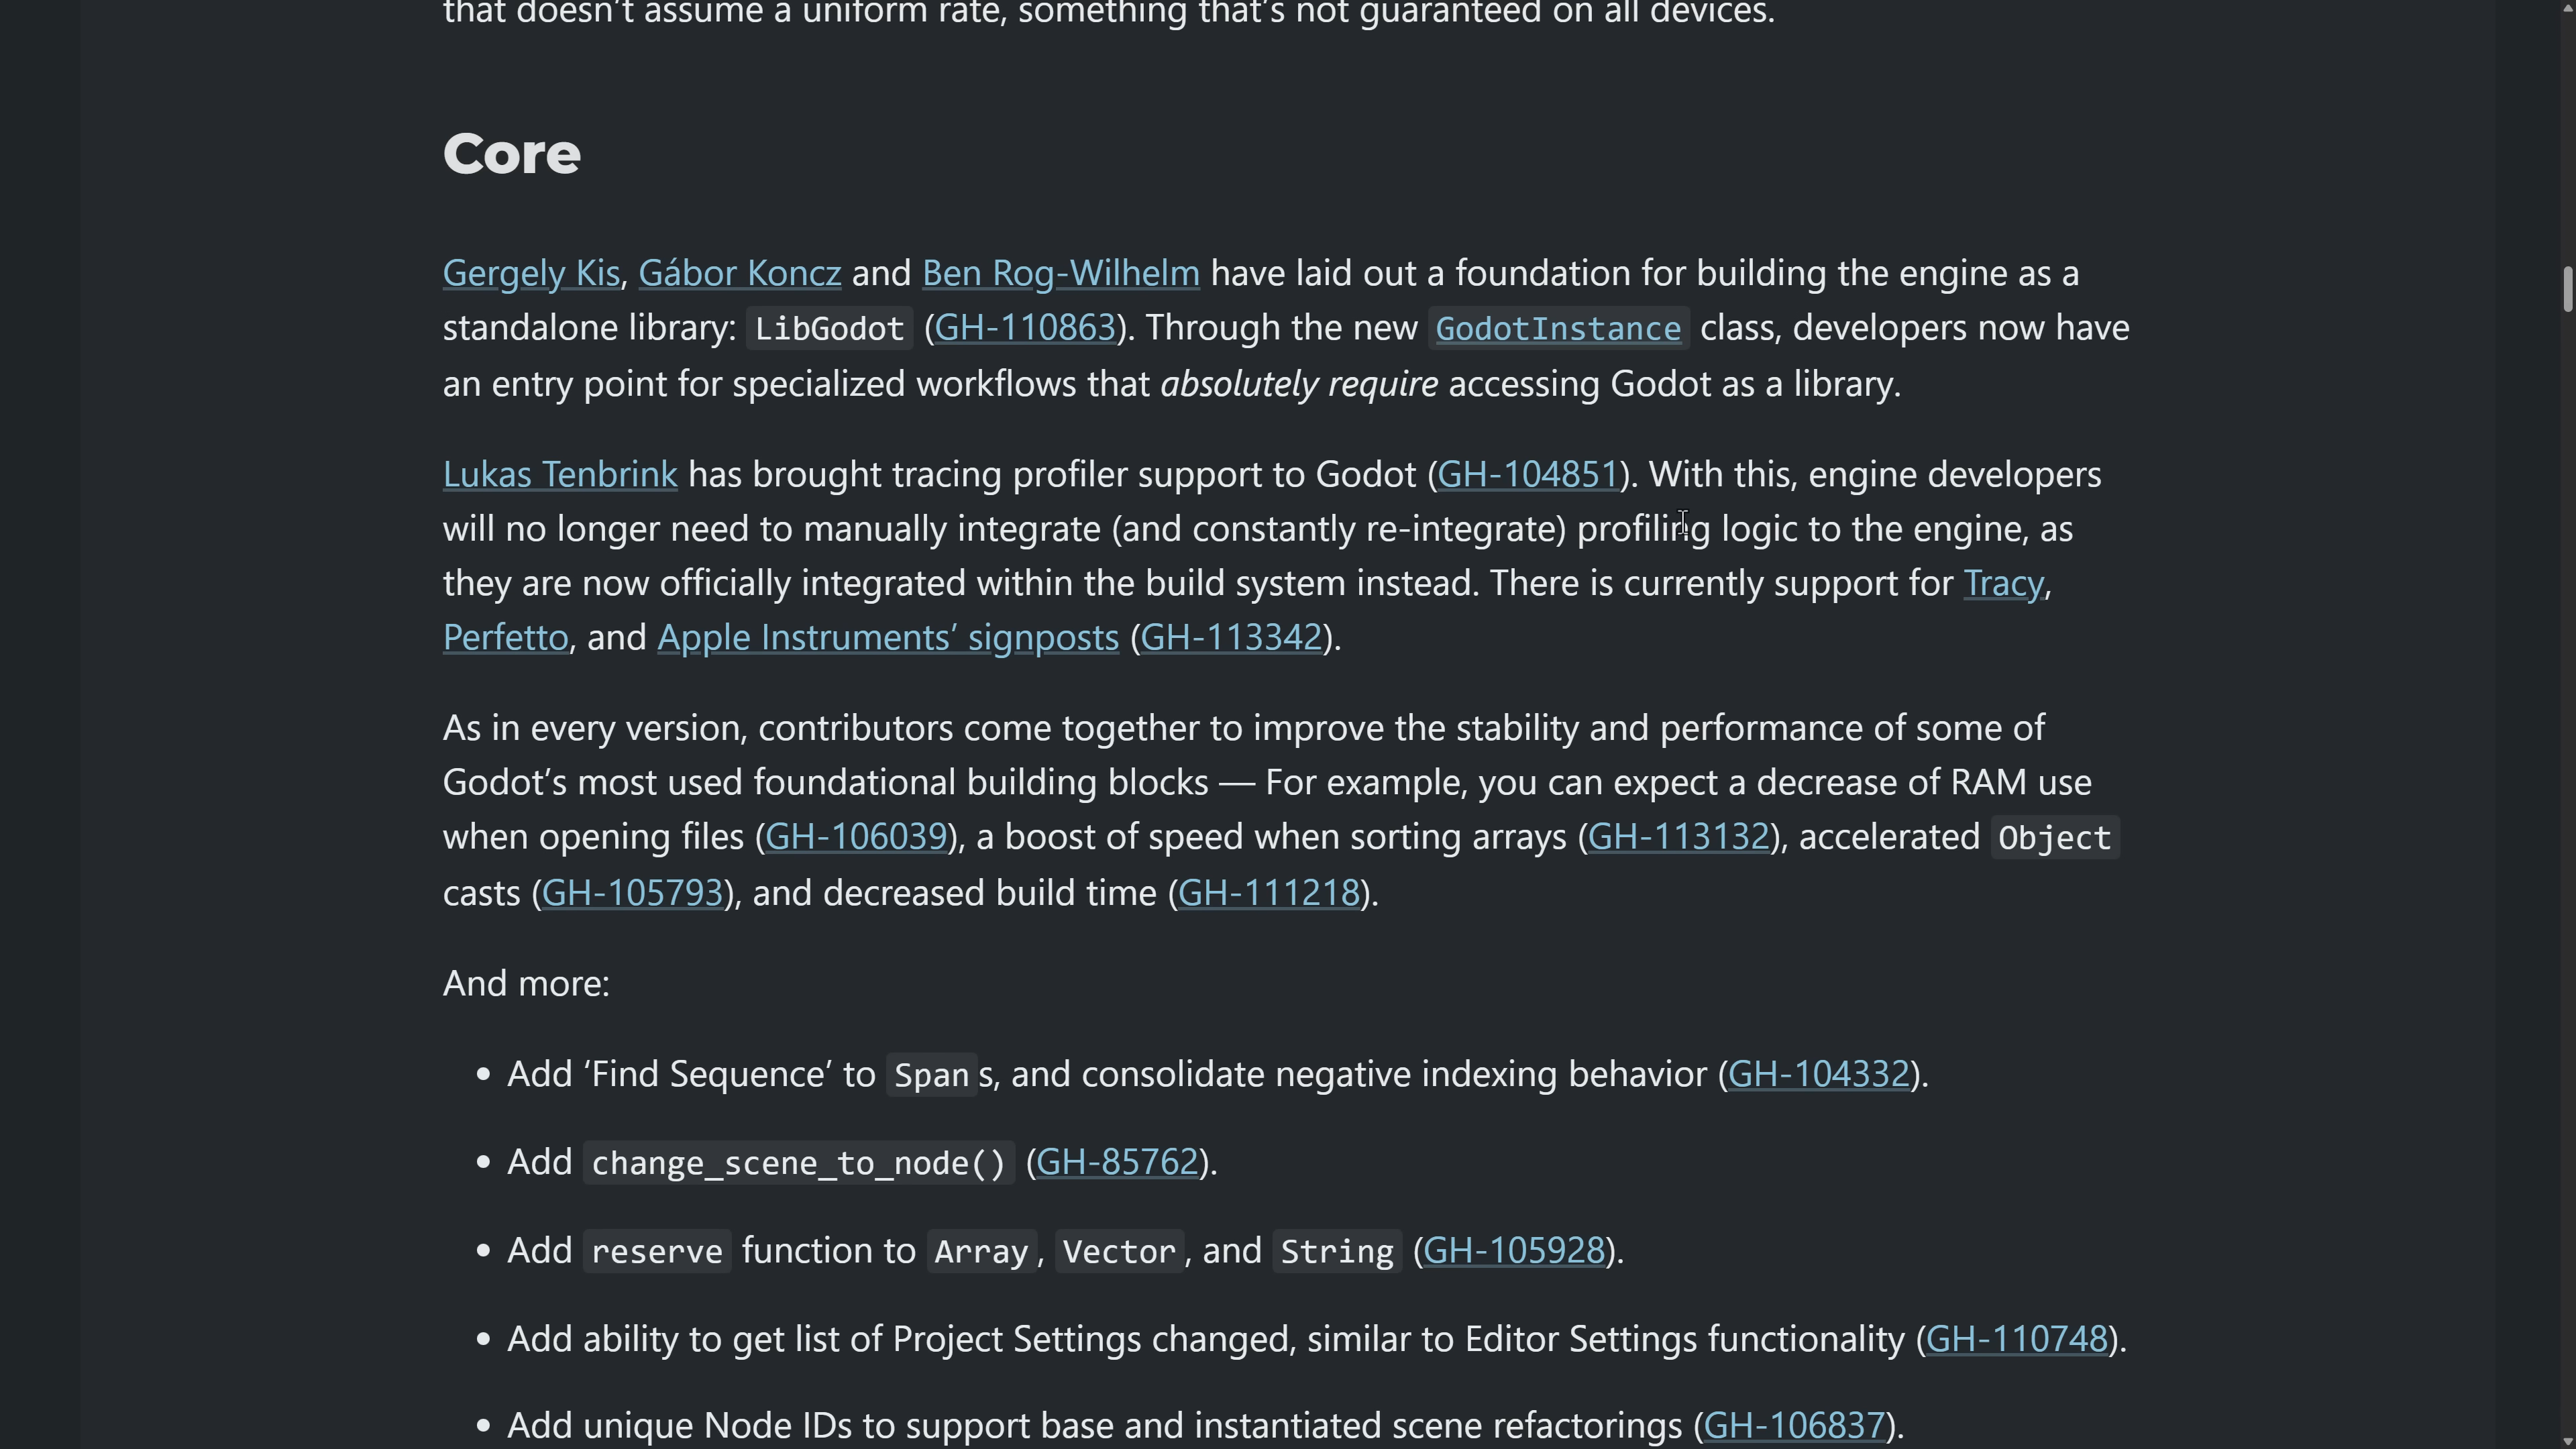 that doesn’t assume a uniform rate, something that’s not guaranteed on all devices.
Core
Gergely Kis, Gábor Koncz and Ben Rog-Wilhelm have laid out a foundation for building the engine as a
standalone library: LibGodot (GH-110863). Through the new GodotInstance class, developers now have
an entry point for specialized workflows that absolutely require accessing Godot as a library.
Lukas Tenbrink has brought tracing profiler support to Godot (GH-104851). With this, engine developers
will no longer need to manually integrate (and constantly re-integrate) profiling logic to the engine, as
they are now officially integrated within the build system instead. There is currently support for Tracy,
Perfetto, and Apple Instruments’ signposts (GH-113342).
As in every version, contributors come together to improve the stability and performance of some of
Godot’s most used foundational building blocks — For example, you can expect a decrease of RAM use
when opening files (GH-106039), a boost of speed when sorting arrays (GH-113132), accelerated Object
casts (GH-105793), and decreased build time (GH-111218).
And more:
• Add ‘Find Sequence’ to Spans, and consolidate negative indexing behavior (GH-104332).
• Add change_scene_to_node() (GH-85762).
• Add reserve function to Array, Vector, and String (GH-105928).
• Add ability to get list of Project Settings changed, similar to Editor Settings functionality (GH-110748).
• Add unique Node IDs to support base and instantiated scene refactorings (GH-106837).